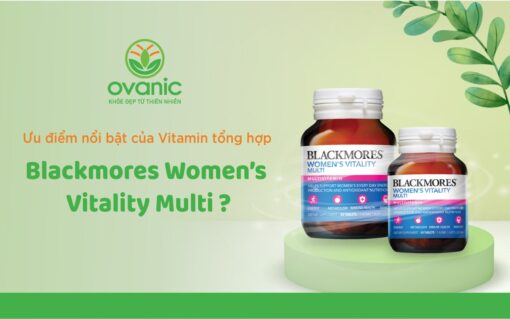 ovanic
KHỎE ĐẸP TỪ THIÊN NHIÊN
Ưu điểm nổi bật của Vitamin tổng hợp
Blackmores Women's
Vitality Multi ?
BLACKMORES
WOMEN'S VITALITY
MULTI
MULTIVITAMIN
BLACKMORES
WOMEN'S VITALITY
MULTI